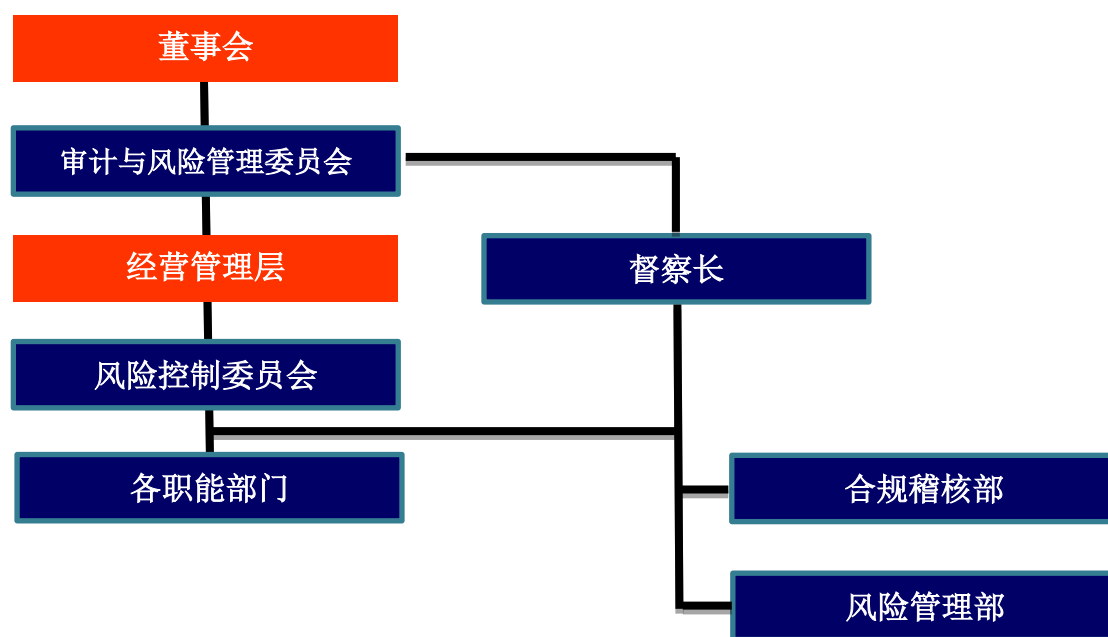 董事会
审计与风险管理委员会
经营管理层
督察长
风险控制委员会
各职能部门
合规稽核部
风险管理部